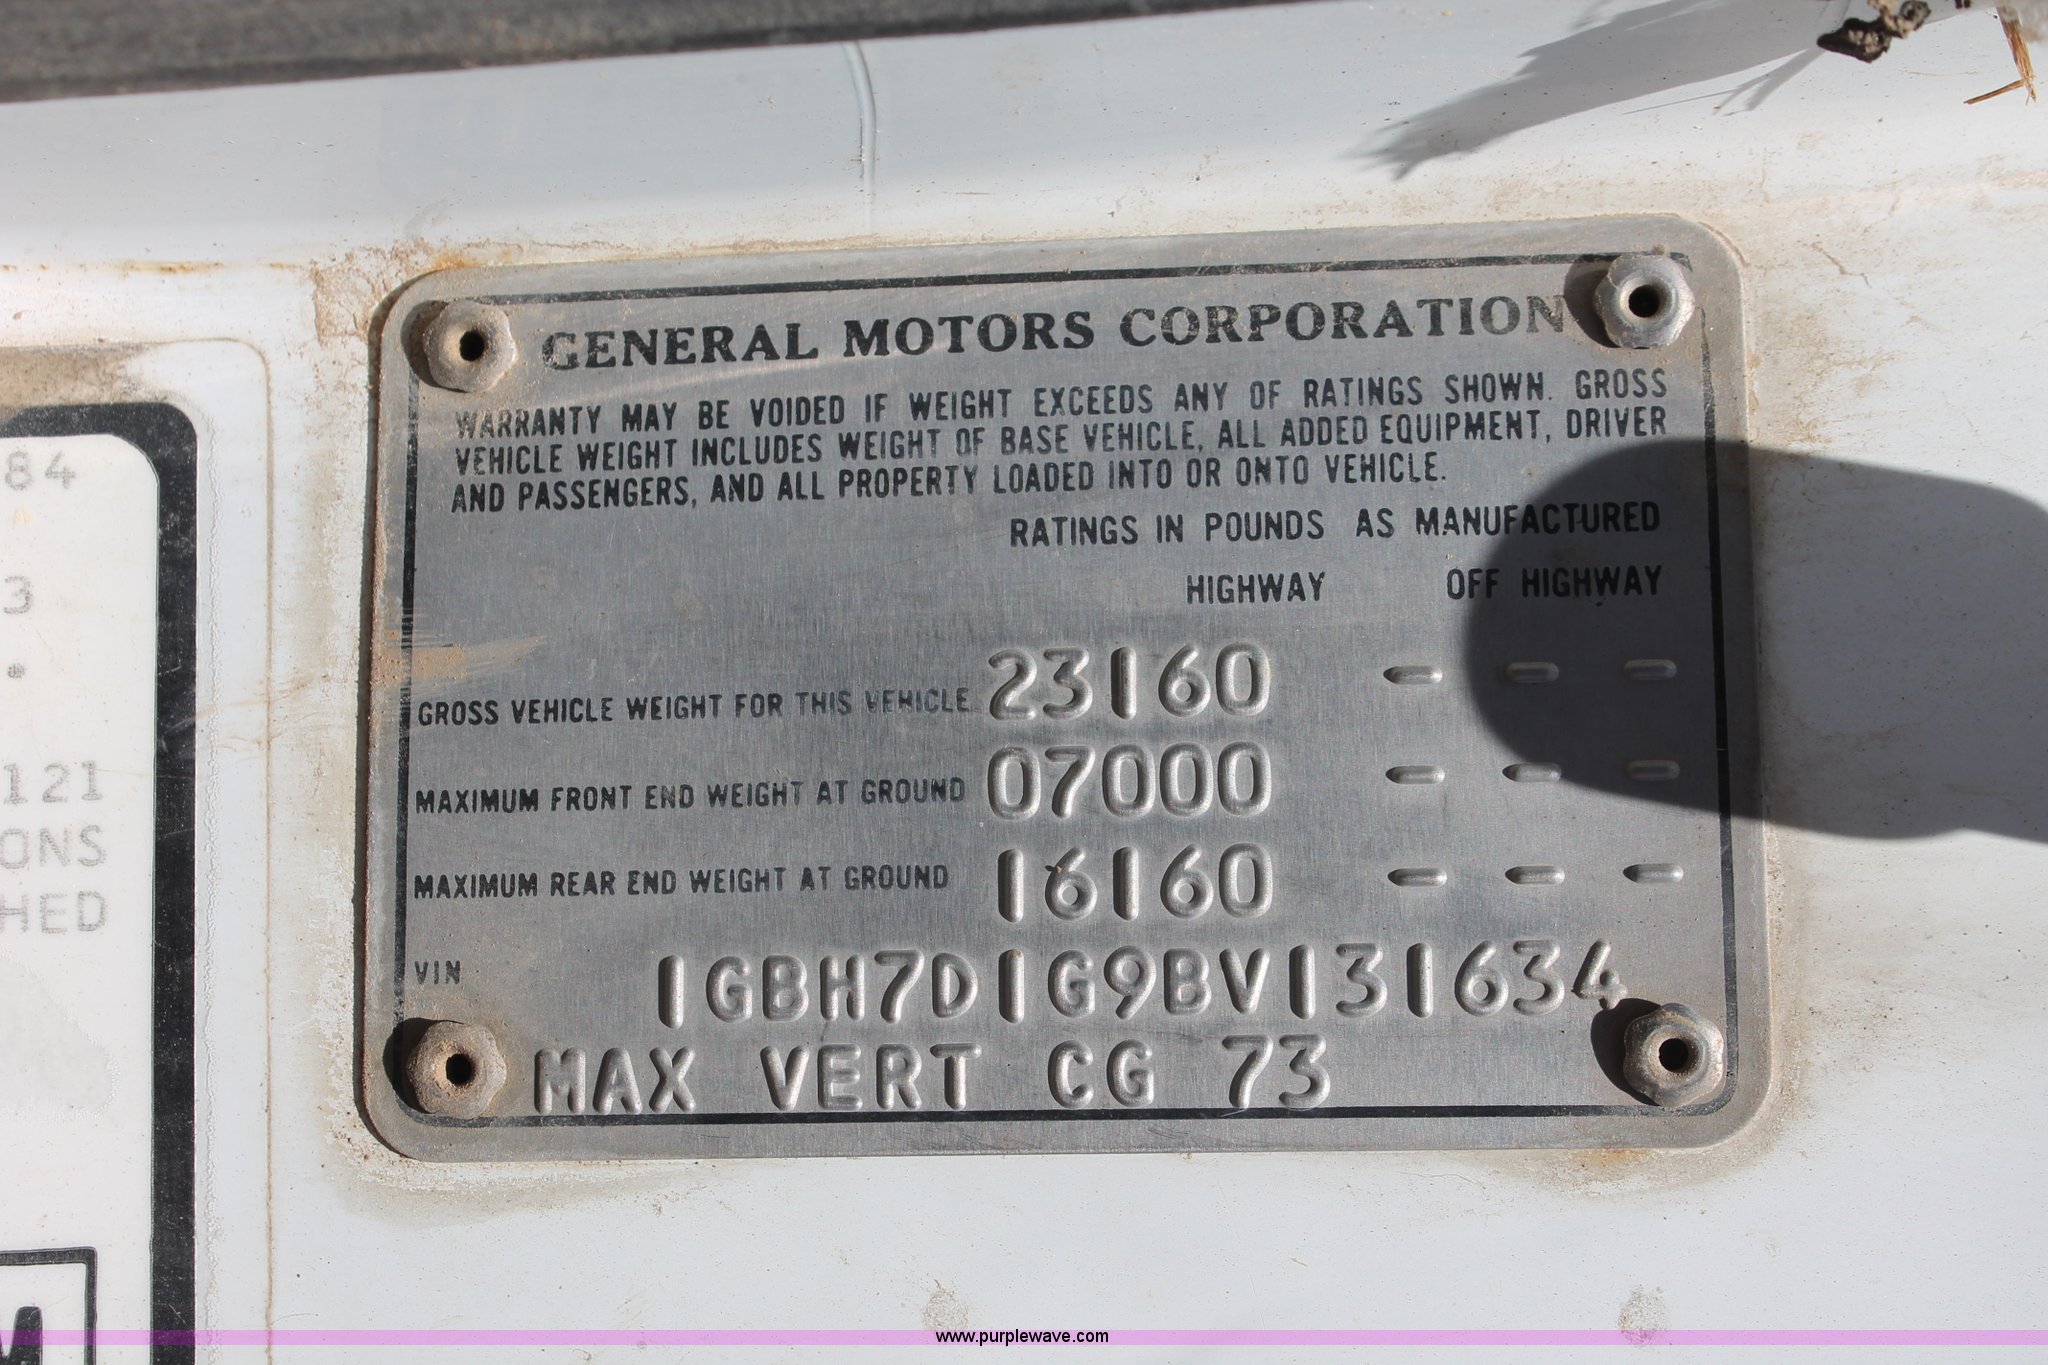 GENERAL MOTORS CORPORATION
WARRANTY MAY BE VOIDED IF WEIGHT EXCEEDS ANY OF RATINGS SHOWN. GROSS
VEHICLE WEIGHT INCLUDES WEIGHT OF BASE VEHICLE, ALL ADDED EQUIPMENT, DRIVER
AND PASSENGERS, AND ALL PROPERTY LOADED INTO OR ONTO VEHICLE.
RATINGS IN POUNDS AS MANUFACTURED
HIGHWAY OFF HIGHWAY
GROSS VEHICLE WEIGHT FOR THIS VEHICLE 23160 - - -
MAXIMUM FRONT END WEIGHT AT GROUND 07000 - - -
MAXIMUM REAR END WEIGHT AT GROUND 16160 - - -
VIN 1GBH7D1G9BV131634
MAX VERT CG 73
84
3
121
ONS
HED
M
www.purplewave.com